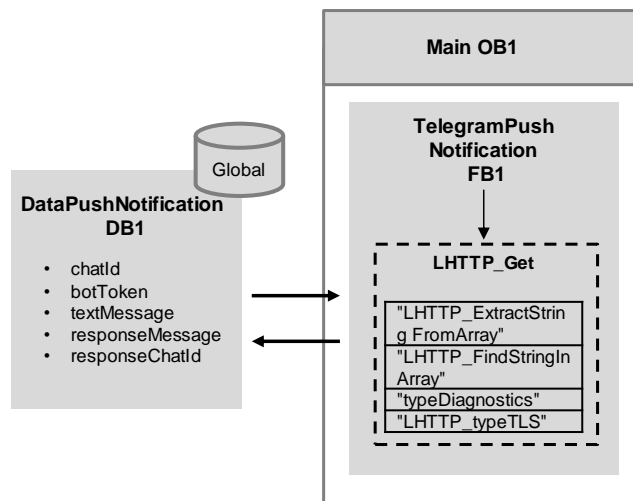 Main OB1
TelegramPush
Notification
FB1
Global
DataPushNotification
DB1
• chatId
• botToken
• textMessage
• responseMessage
• responseChatId
LHTTP_Get
"LHTTP_ExtractStrin
g FromArray"
"LHTTP_FindStringIn
Array"
"typeDiagnostics"
"LHTTP_typeTLS"